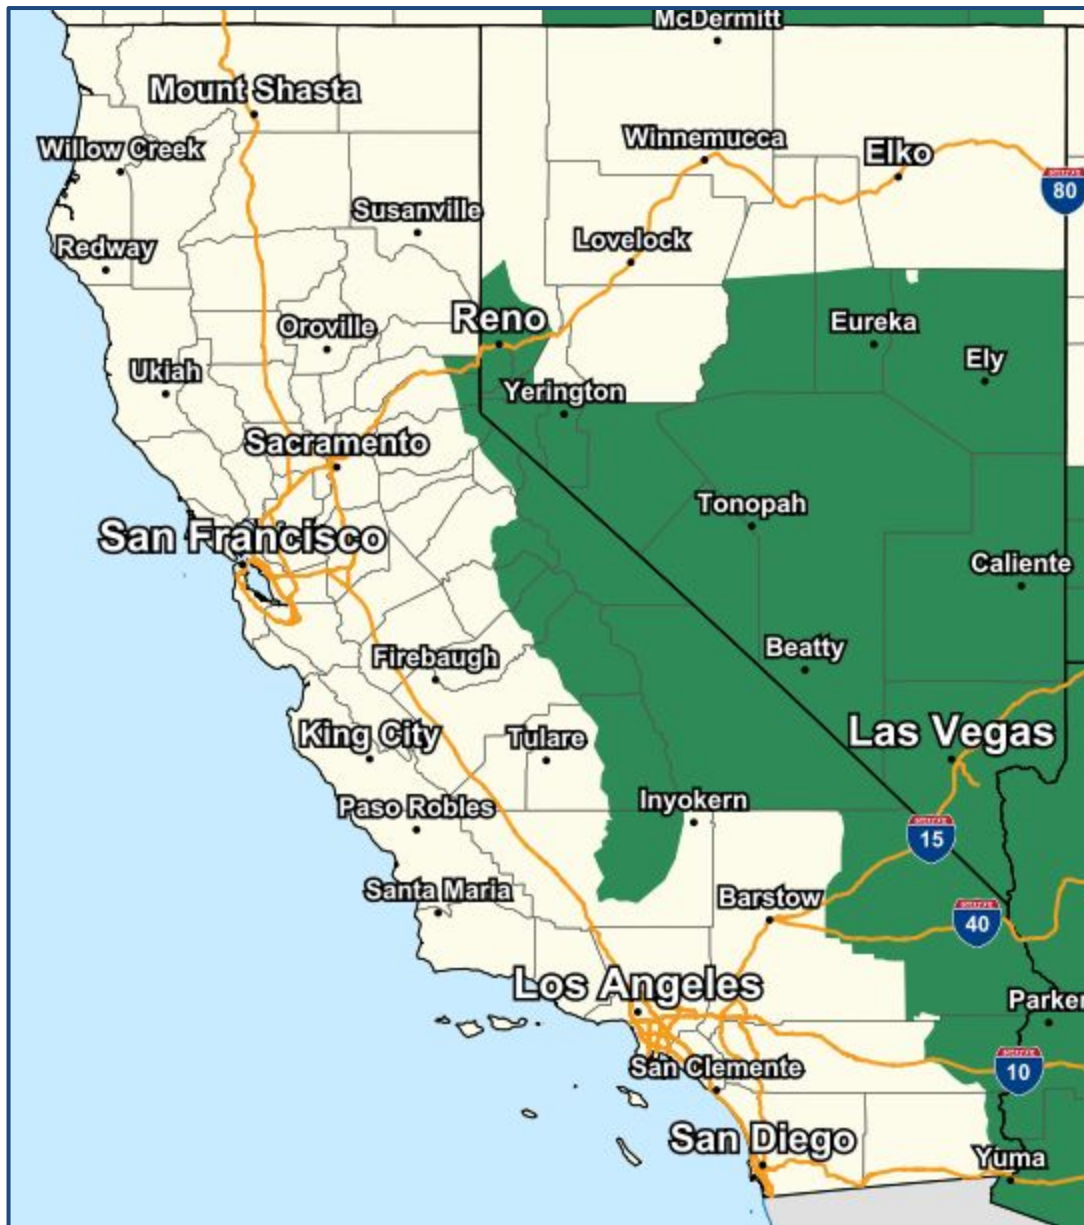 McDermitt
Mount Shasta
Winnemucca
Willow Creek
Elko
80
Susanville
Lovelock
Redway
Reno
Oroville
Eureka
Ely
Ukiah
Yerington
Sacramento
Tonopah
San Francisco
Caliente
Beatty
Firebaugh
Las Vegas
King City
Tulare
Inyokern
Paso Robles
15
Santa Maria
Barstow
40
Los Angeles
Parker
San Clemente
10
San Diego
Yuma